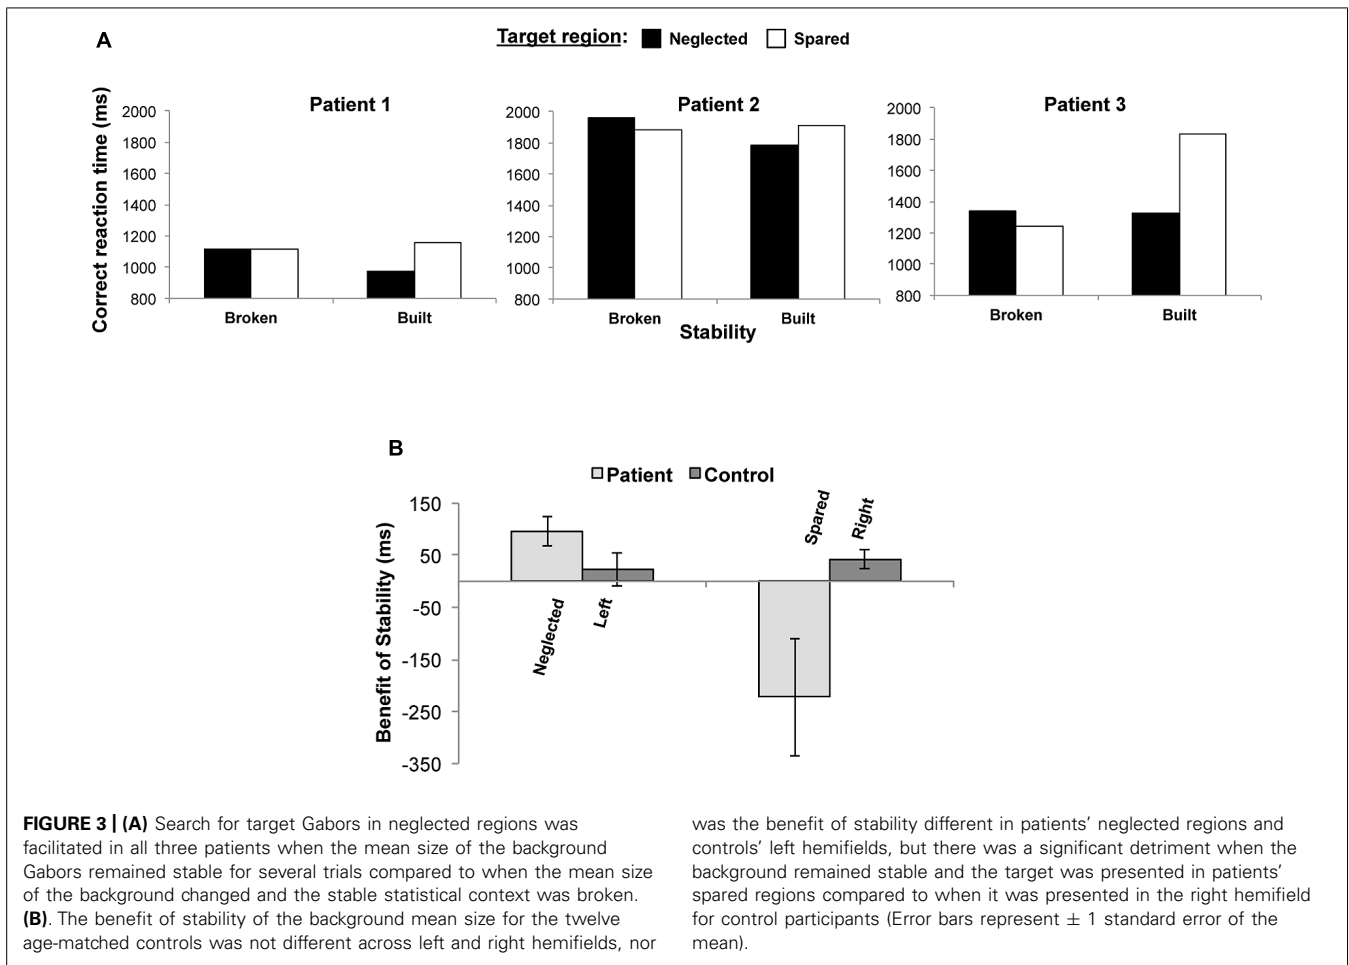 A
Target region: Neglected Spared
Correct reaction time (ms)
Patient 1
2000
1800
1600
1400
1200
1000
800
Broken Built
Patient 2
2000
1800
1600
1400
1200
1000
800
Broken Built
Stability
Patient 3
2000
1800
1600
1400
1200
1000
800
Broken Built
B
Patient Control
Benefit of Stability (ms)
150
50
-50
-150
-250
-350
Neglected
Left
Spared
Right
FIGURE 3 | (A) Search for target Gabors in neglected regions was
facilitated in all three patients when the mean size of the background
Gabors remained stable for several trials compared to when the mean size
of the background changed and the stable statistical context was broken.
(B). The benefit of stability of the background mean size for the twelve
age-matched controls was not different across left and right hemifields, nor
was the benefit of stability different in patients' neglected regions and
controls' left hemifields, but there was a significant detriment when the
background remained stable and the target was presented in patients'
spared regions compared to when it was presented in the right hemifield
for control participants (Error bars represent ± 1 standard error of the
mean).